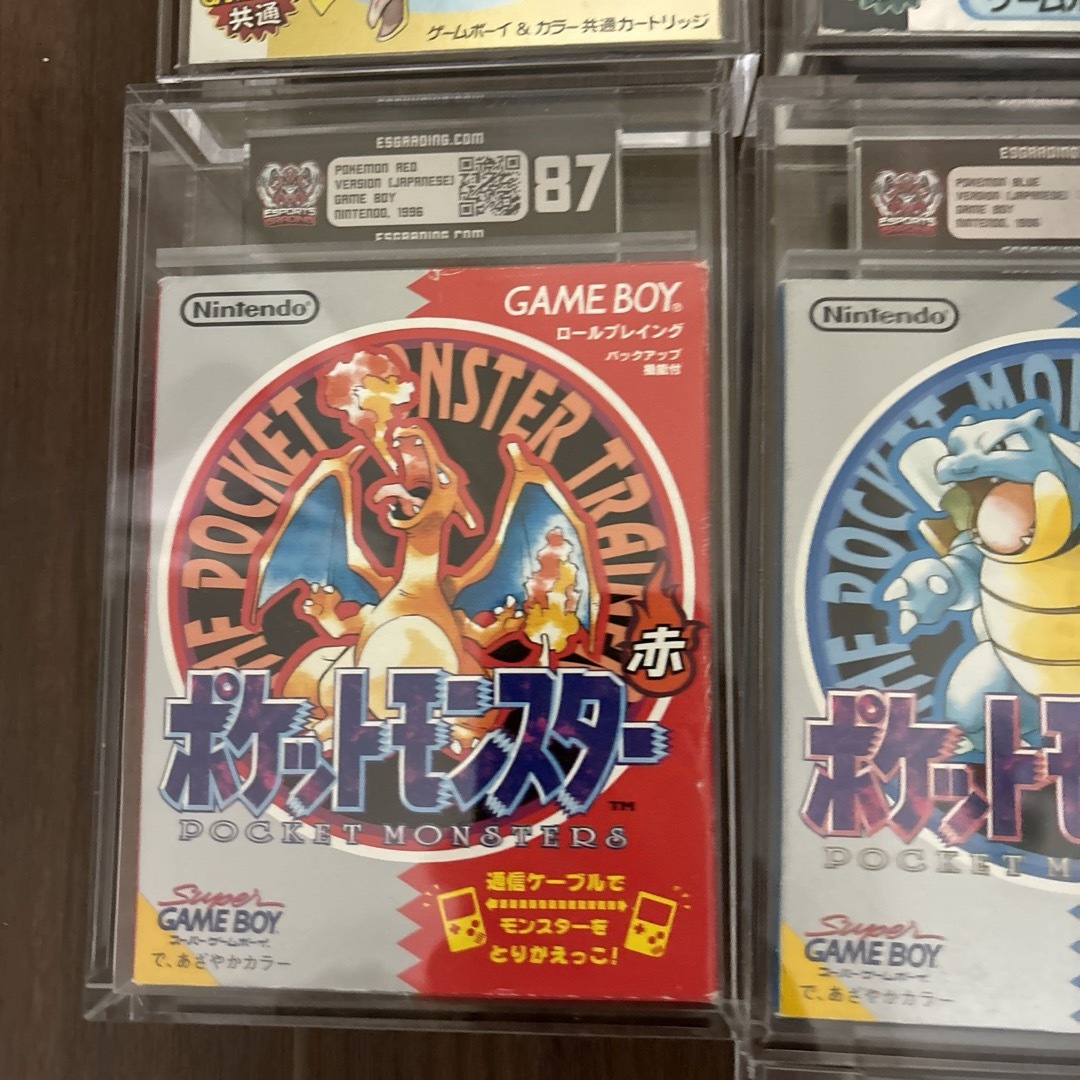 共通
ゲームボーイ & カラー 共通カートリッジ
ESGRADING.COM
POKEMON RED
VERSION [JAPANESE]
GAME BOY
NINTENDO, 1996
87
ESPORTS
GRADING
ESGRADING.COM
Nintendo
GAME BOY
ロールプレイング
バックアップ
機能付
POCKET MONSTER TRAINE
赤
ポケットモンスター
TM
POCKET MONSTERS
通信ケーブルで
モンスターを
とりかえっこ!
Super
GAME BOY
スーパーゲームボーイ
で、あざやかカラー
ESGRADING
POKEMON BLUE
VERSION [JAPANESE]
GAME BOY
NINTENDO, 1996
ESPORTS
GRADING
Nintendo
POCKET MO
ポケット
POCKET M
Super
GAME BOY
スーパーゲームボーイ
で、あざやかカラー